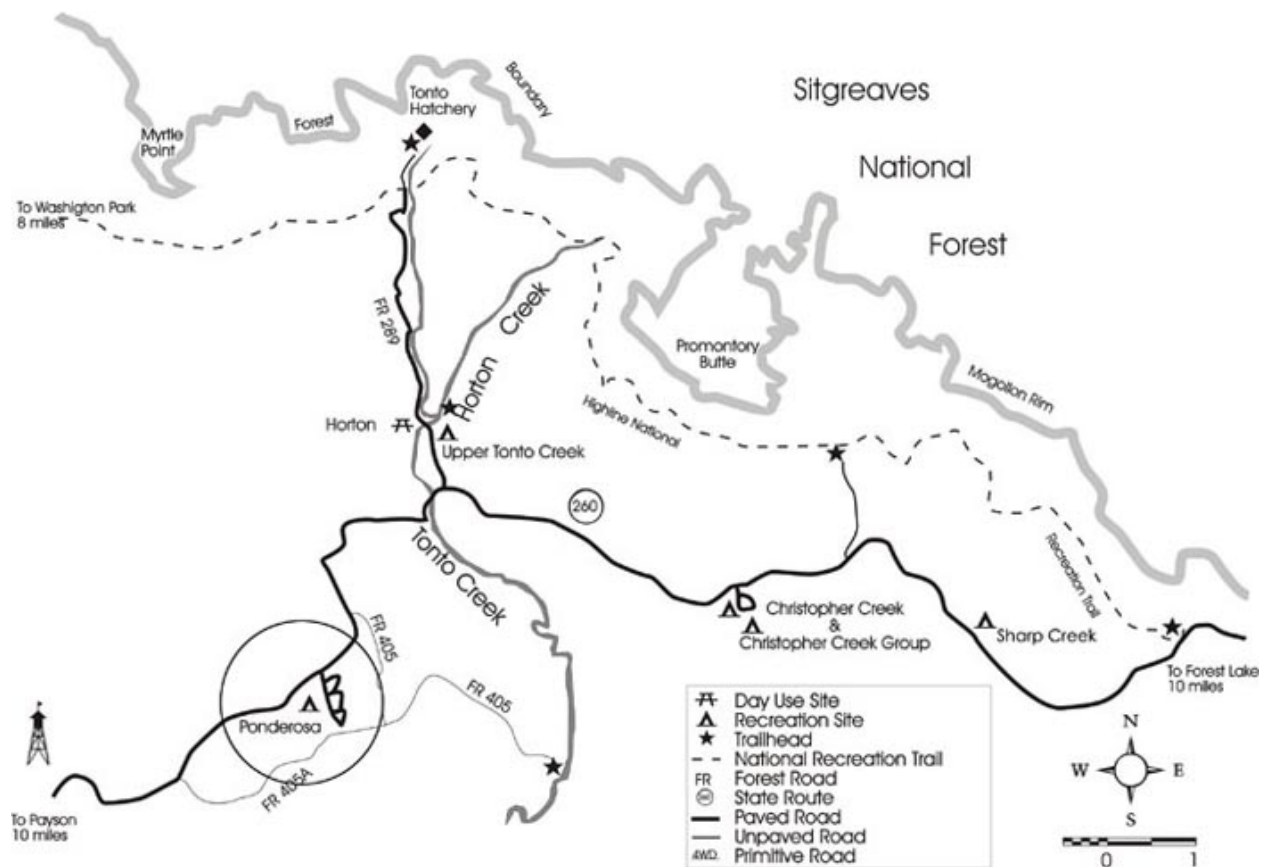 Sitgreaves
National
Forest
Boundary
Tonto
Hatchery
Forest
Myrtle
Point
To Washigton Park
8 miles
FR 289
Horton Creek
Promontory
Butte
Mogollon Rim
Highline National
Horton
Upper Tonto Creek
260
Tonto Creek
Recreation Trail
Christopher Creek
&
Christopher Creek Group
Sharp Creek
To Forest Lake
10 miles
FR 405
FR 405
Ponderosa
FR 405A
To Payson
10 miles
Day Use Site
Recreation Site
Trailhead
National Recreation Trail
FR Forest Road
State Route
Paved Road
Unpaved Road
4WD Primitive Road
N
W E
S
0 1